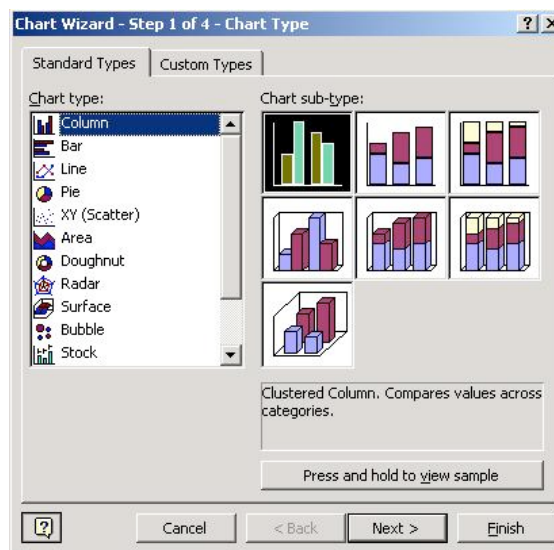 Chart Wizard - Step 1 of 4 - Chart Type
Standard Types
Custom Types
Chart type:
Column
Bar
Line
Pie
XY (Scatter)
Area
Doughnut
Radar
Surface
Bubble
Stock
Chart sub-type:
Clustered Column. Compares values across
categories.
Press and hold to view sample
Cancel
< Back
Next >
Finish